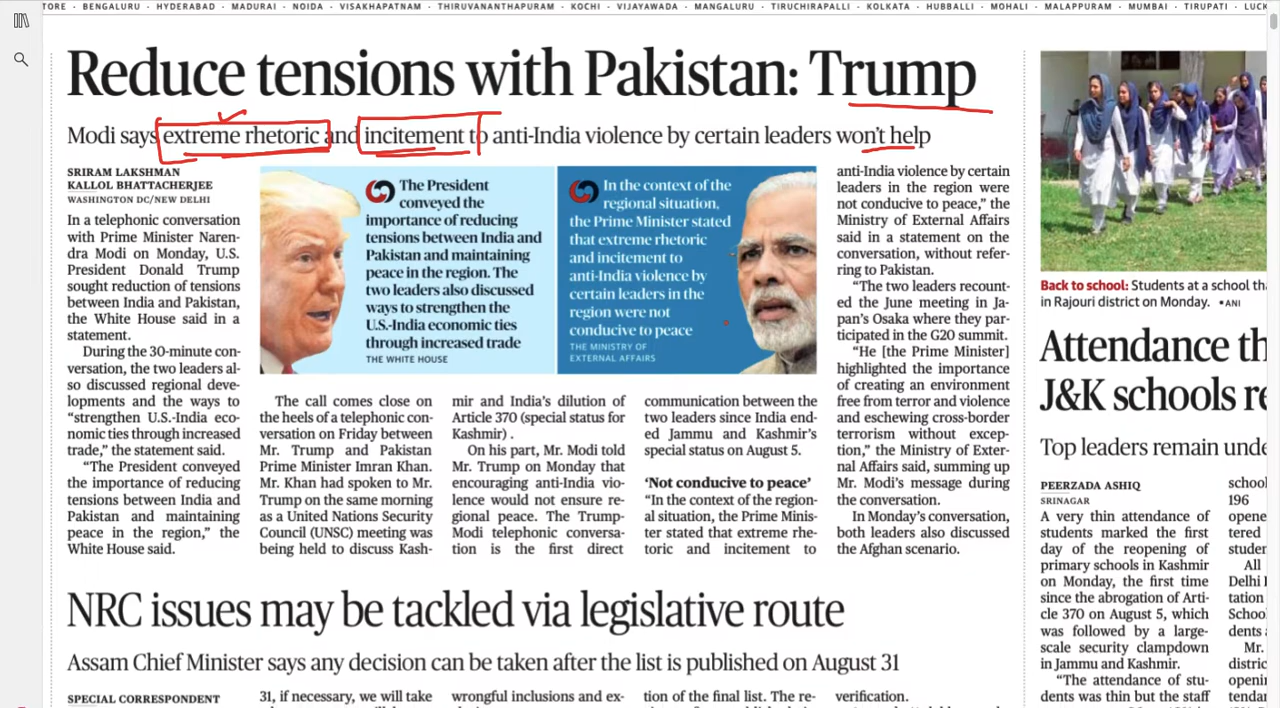 TORE · BENGALURU · HYDERABAD · MADURAI · NOIDA · VISAKHAPATNAM · THIRUVANANTHAPURAM · KOCHI · VIJAYAWADA · MANGALURU · TIRUCHIRAPALLI · KOLKATA · HUBBALLI · MOHALI · MALAPPURAM · MUMBAI · TIRUPATI · LUCK
Reduce tensions with Pakistan: Trump
Modi says extreme rhetoric and incitement to anti-India violence by certain leaders won't help
SRIRAM LAKSHMAN
KALLOL BHATTACHERJEE
WASHINGTON DC/NEW DELHI
In a telephonic conversation
with Prime Minister Naren-
dra Modi on Monday, U.S.
President Donald Trump
sought reduction of tensions
between India and Pakistan,
the White House said in a
statement.
During the 30-minute con-
versation, the two leaders al-
so discussed regional deve-
lopments and the ways to
“strengthen U.S.-India eco-
nomic ties through increased
trade,” the statement said.
“The President conveyed
the importance of reducing
tensions between India and
Pakistan and maintaining
peace in the region,” the
White House said.
The President
conveyed the
importance of reducing
tensions between India and
Pakistan and maintaining
peace in the region. The
two leaders also discussed
ways to strengthen the
U.S.-India economic ties
through increased trade
THE WHITE HOUSE
In the context of the
regional situation,
the Prime Minister stated
that extreme rhetoric
and incitement to
anti-India violence by
certain leaders in the
region were not
conducive to peace
THE MINISTRY OF
EXTERNAL AFFAIRS
The call comes close on
the heels of a telephonic con-
versation on Friday between
Mr. Trump and Pakistan
Prime Minister Imran Khan.
Mr. Khan had spoken to Mr.
Trump on the same morning
as a United Nations Security
Council (UNSC) meeting was
being held to discuss Kash-
mir and India’s dilution of
Article 370 (special status for
Kashmir) .
On his part, Mr. Modi told
Mr. Trump on Monday that
encouraging anti-India vio-
lence would not ensure re-
gional peace. The Trump-
Modi telephonic conversa-
tion is the first direct
communication between the
two leaders since India end-
ed Jammu and Kashmir’s
special status on August 5.
‘Not conducive to peace’
“In the context of the region-
al situation, the Prime Minis-
ter stated that extreme rhe-
toric and incitement to
anti-India violence by certain
leaders in the region were
not conducive to peace,” the
Ministry of External Affairs
said in a statement on the
conversation, without refer-
ring to Pakistan.
“The two leaders recount-
ed the June meeting in Ja-
pan’s Osaka where they par-
ticipated in the G20 summit.
“He [the Prime Minister]
highlighted the importance
of creating an environment
free from terror and violence
and eschewing cross-border
terrorism without excep-
tion,” the Ministry of Exter-
nal Affairs said, summing up
Mr. Modi’s message during
the conversation.
In Monday’s conversation,
both leaders also discussed
the Afghan scenario.
Back to school: Students at a school th
in Rajouri district on Monday. • ANI
Attendance th
J&K schools re
Top leaders remain unde
PEERZADA ASHIQ
SRINAGAR
A very thin attendance of
students marked the first
day of the reopening of
primary schools in Kashmir
on Monday, the first time
since the abrogation of Arti-
cle 370 on August 5, which
was followed by a large-
scale security clampdown
in Jammu and Kashmir.
“The attendance of stu-
dents was thin but the staff
school
196
opene
tered
studen
All
Delhi
tation
Schoo
dents
Mr.
distric
openi
tendar
NRC issues may be tackled via legislative route
Assam Chief Minister says any decision can be taken after the list is published on August 31
SPECIAL CORRESPONDENT
31, if necessary, we will take
wrongful inclusions and ex-
tion of the final list. The re-
verification.